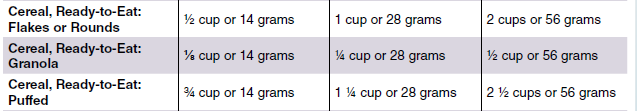 Cereal, Ready-to-Eat:
Flakes or Rounds
½ cup or 14 grams
1 cup or 28 grams
2 cups or 56 grams
Cereal, Ready-to-Eat:
Granola
⅛ cup or 14 grams
¼ cup or 28 grams
½ cup or 56 grams
Cereal, Ready-to-Eat:
Puffed
¾ cup or 14 grams
1 ¼ cup or 28 grams
2 ½ cups or 56 grams